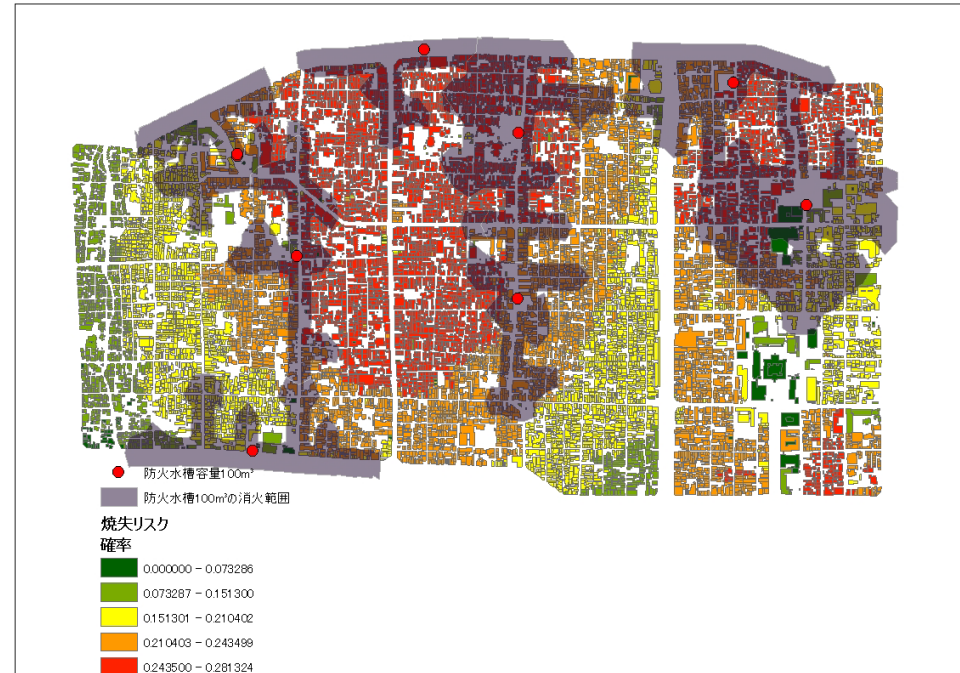 防火水槽容量100m³
防火水槽100m³の消火範囲
焼失リスク
確率
0.000000 - 0.073286
0.073287 - 0.151300
0.151301 - 0.210402
0.210403 - 0.243499
0.243500 - 0.281324